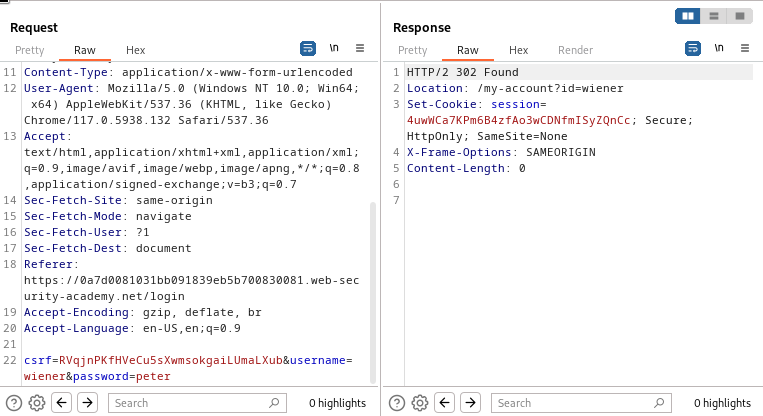 Request
Pretty Raw Hex \n
11 Content-Type: application/x-www-form-urlencoded
12 User-Agent: Mozilla/5.0 (Windows NT 10.0; Win64;
x64) AppleWebKit/537.36 (KHTML, like Gecko)
Chrome/117.0.5938.132 Safari/537.36
13 Accept:
text/html,application/xhtml+xml,application/xml;
q=0.9,image/avif,image/webp,image/apng,*/*;q=0.8
,application/signed-exchange;v=b3;q=0.7
14 Sec-Fetch-Site: same-origin
15 Sec-Fetch-Mode: navigate
16 Sec-Fetch-User: ?1
17 Sec-Fetch-Dest: document
18 Referer:
https://0a7d0081031bb091839eb5b700830081.web-sec
urity-academy.net/login
19 Accept-Encoding: gzip, deflate, br
20 Accept-Language: en-US,en;q=0.9
21
22 csrf=RVqjnPKfHVeCu5sXwmsokgaiLUmaLXub&username=
wiener&password=peter
Search 0 highlights
Response
Pretty Raw Hex Render \n
1 HTTP/2 302 Found
2 Location: /my-account?id=wiener
3 Set-Cookie: session=
4uwWCa7KPm6B4zfAo3wCDNfmISyZQnCc; Secure;
HttpOnly; SameSite=None
4 X-Frame-Options: SAMEORIGIN
5 Content-Length: 0
6
7
Search 0 highlights